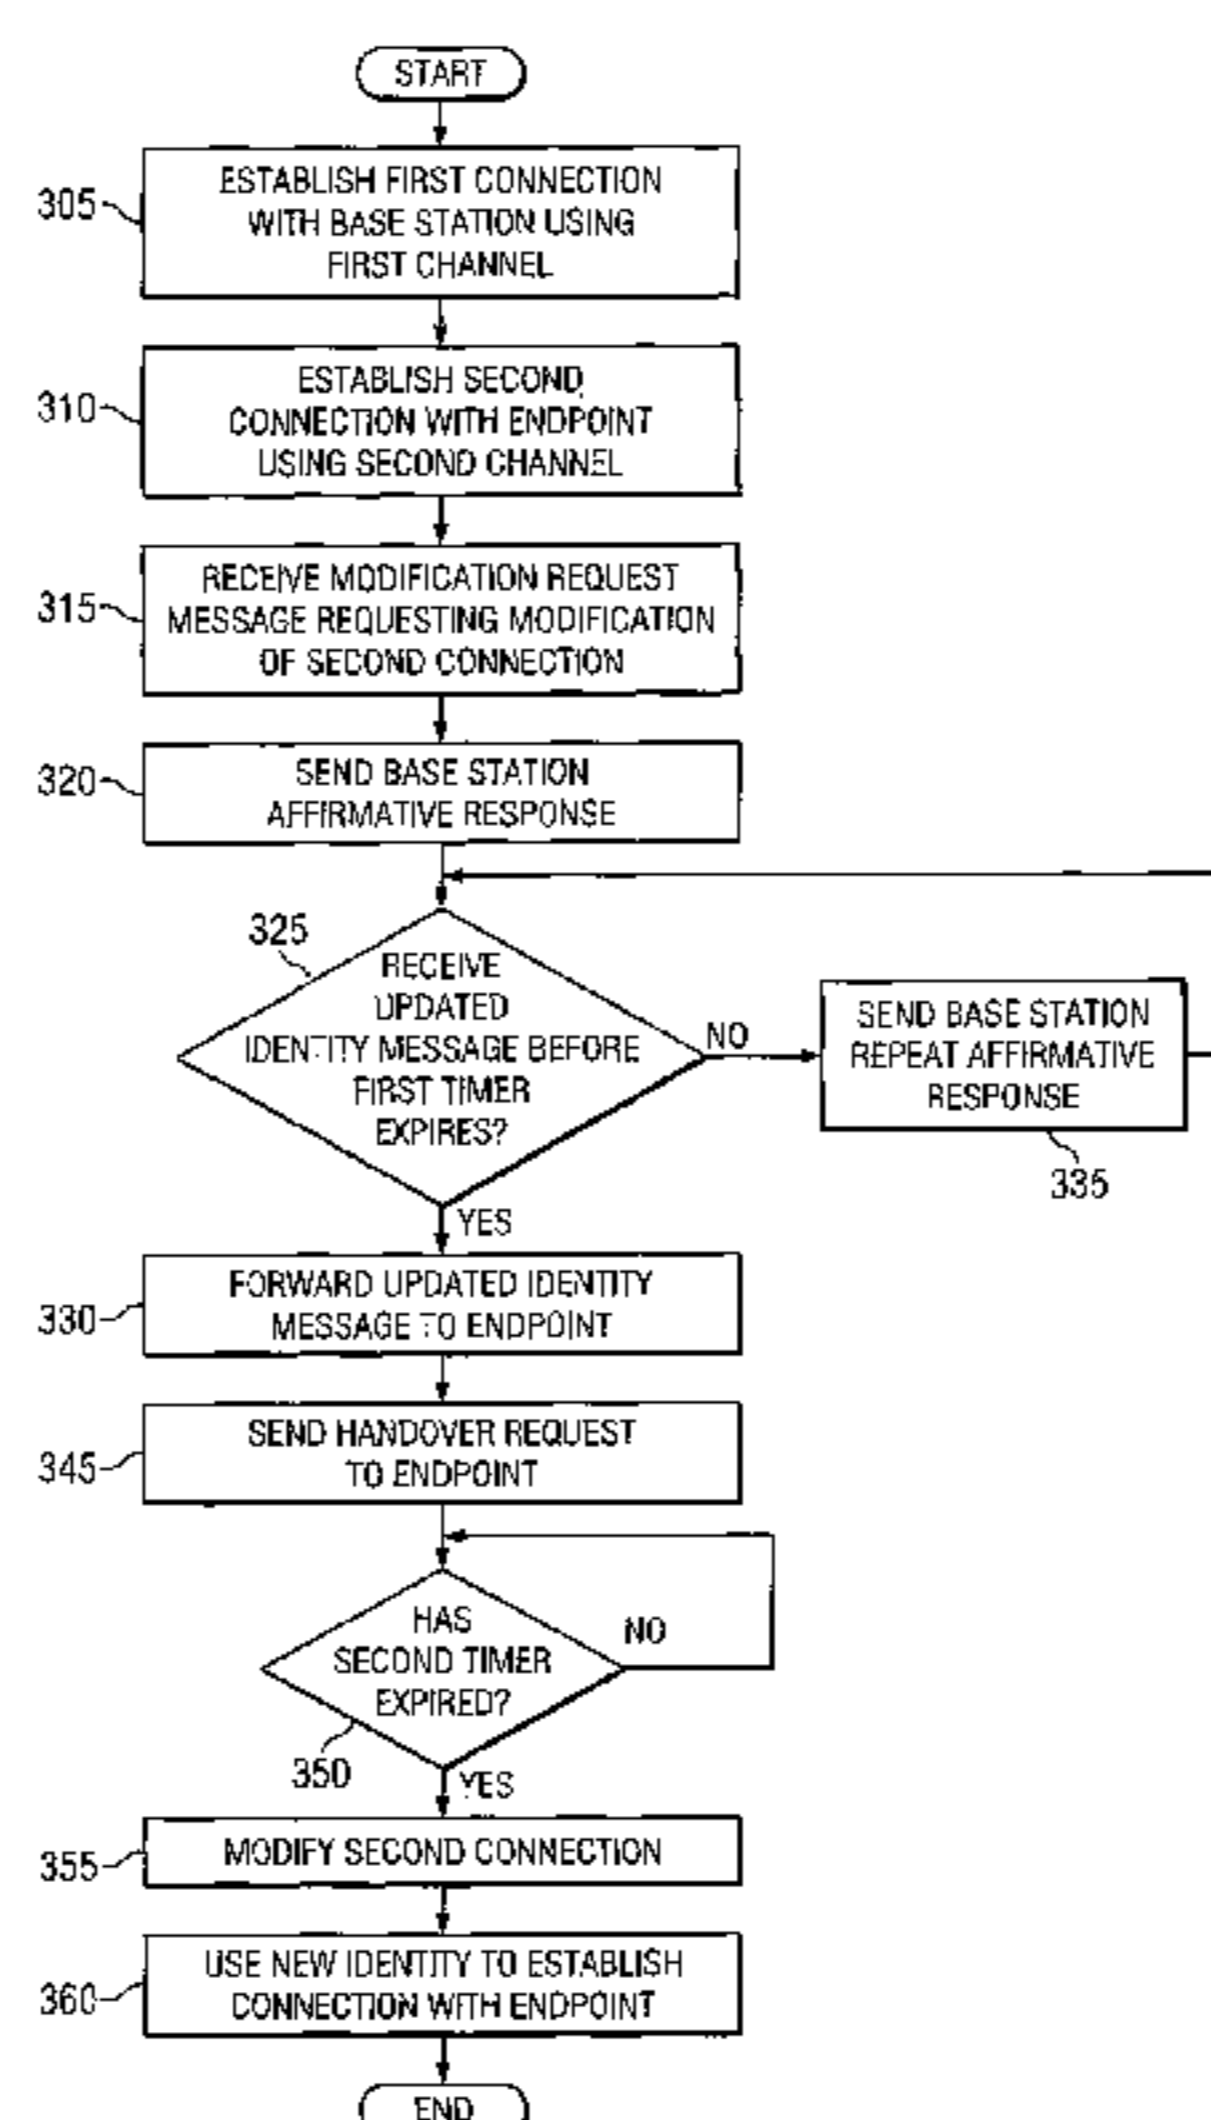 START
305
ESTABLISH FIRST CONNECTION
WITH BASE STATION USING
FIRST CHANNEL
310
ESTABLISH SECOND
CONNECTION WITH ENDPOINT
USING SECOND CHANNEL
315
RECEIVE MODIFICATION REQUEST
MESSAGE REQUESTING MODIFICATION
OF SECOND CONNECTION
320
SEND BASE STATION
AFFIRMATIVE RESPONSE
325
RECEIVE
UPDATED
IDENTITY MESSAGE BEFORE
FIRST TIMER
EXPIRES?
NO
SEND BASE STATION
REPEAT AFFIRMATIVE
RESPONSE
335
YES
330
FORWARD UPDATED IDENTITY
MESSAGE TO ENDPOINT
345
SEND HANDOVER REQUEST
TO ENDPOINT
HAS
SECOND TIMER
EXPIRED?
NO
350
YES
355
MODIFY SECOND CONNECTION
360
USE NEW IDENTITY TO ESTABLISH
CONNECTION WITH ENDPOINT
END